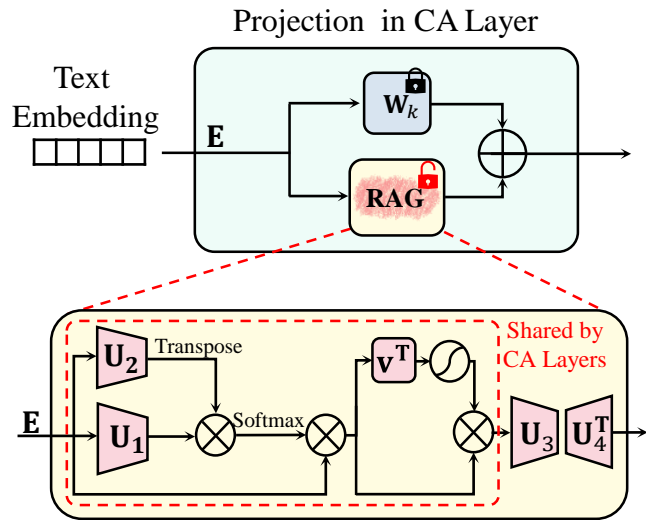 Projection in CA Layer
Text
Embedding
E
W_k
RAG
Shared by
CA Layers
U_2
Transpose
v^T
E
U_1
Softmax
U_3
U_4^T